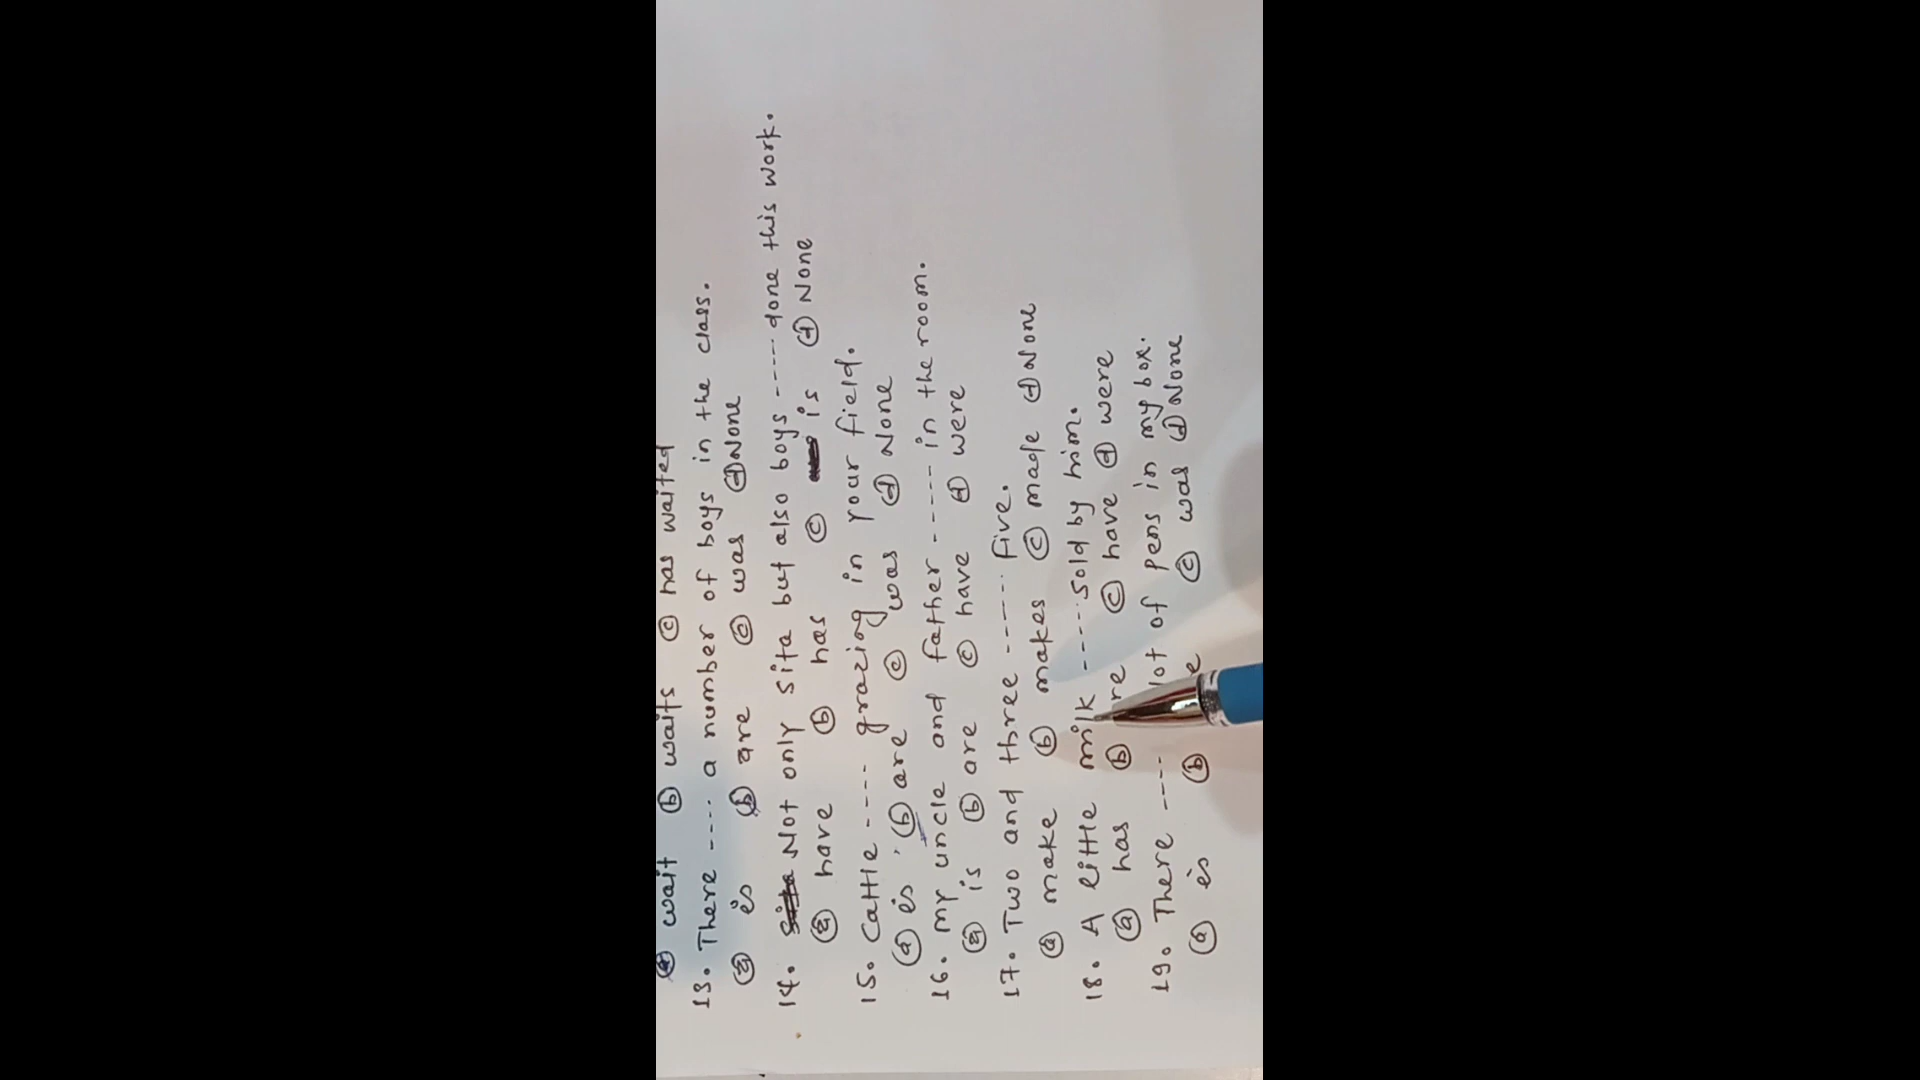 ⓐ wait ⓑ waits ⓒ has waited
13. There ---- a number of boys in the class.
ⓐ is ⓑ are ⓒ was ⓓ None
14. Not only sita but also boys ---- done this work.
ⓐ have ⓑ has ⓒ is ⓓ None
15. Cattle ---- grazing in your field.
ⓐ is ⓑ are ⓒ was ⓓ None
16. my uncle and father ----- in the room.
ⓐ is ⓑ are ⓒ have ⓓ were
17. Two and three ----- five.
ⓐ make ⓑ makes ⓒ made ⓓ None
18. A little milk ----- sold by him.
ⓐ has ⓑ ⓒ have ⓓ were
19. There ---- lot of pens in my box.
ⓐ is ⓑ ⓒ was ⓓ None